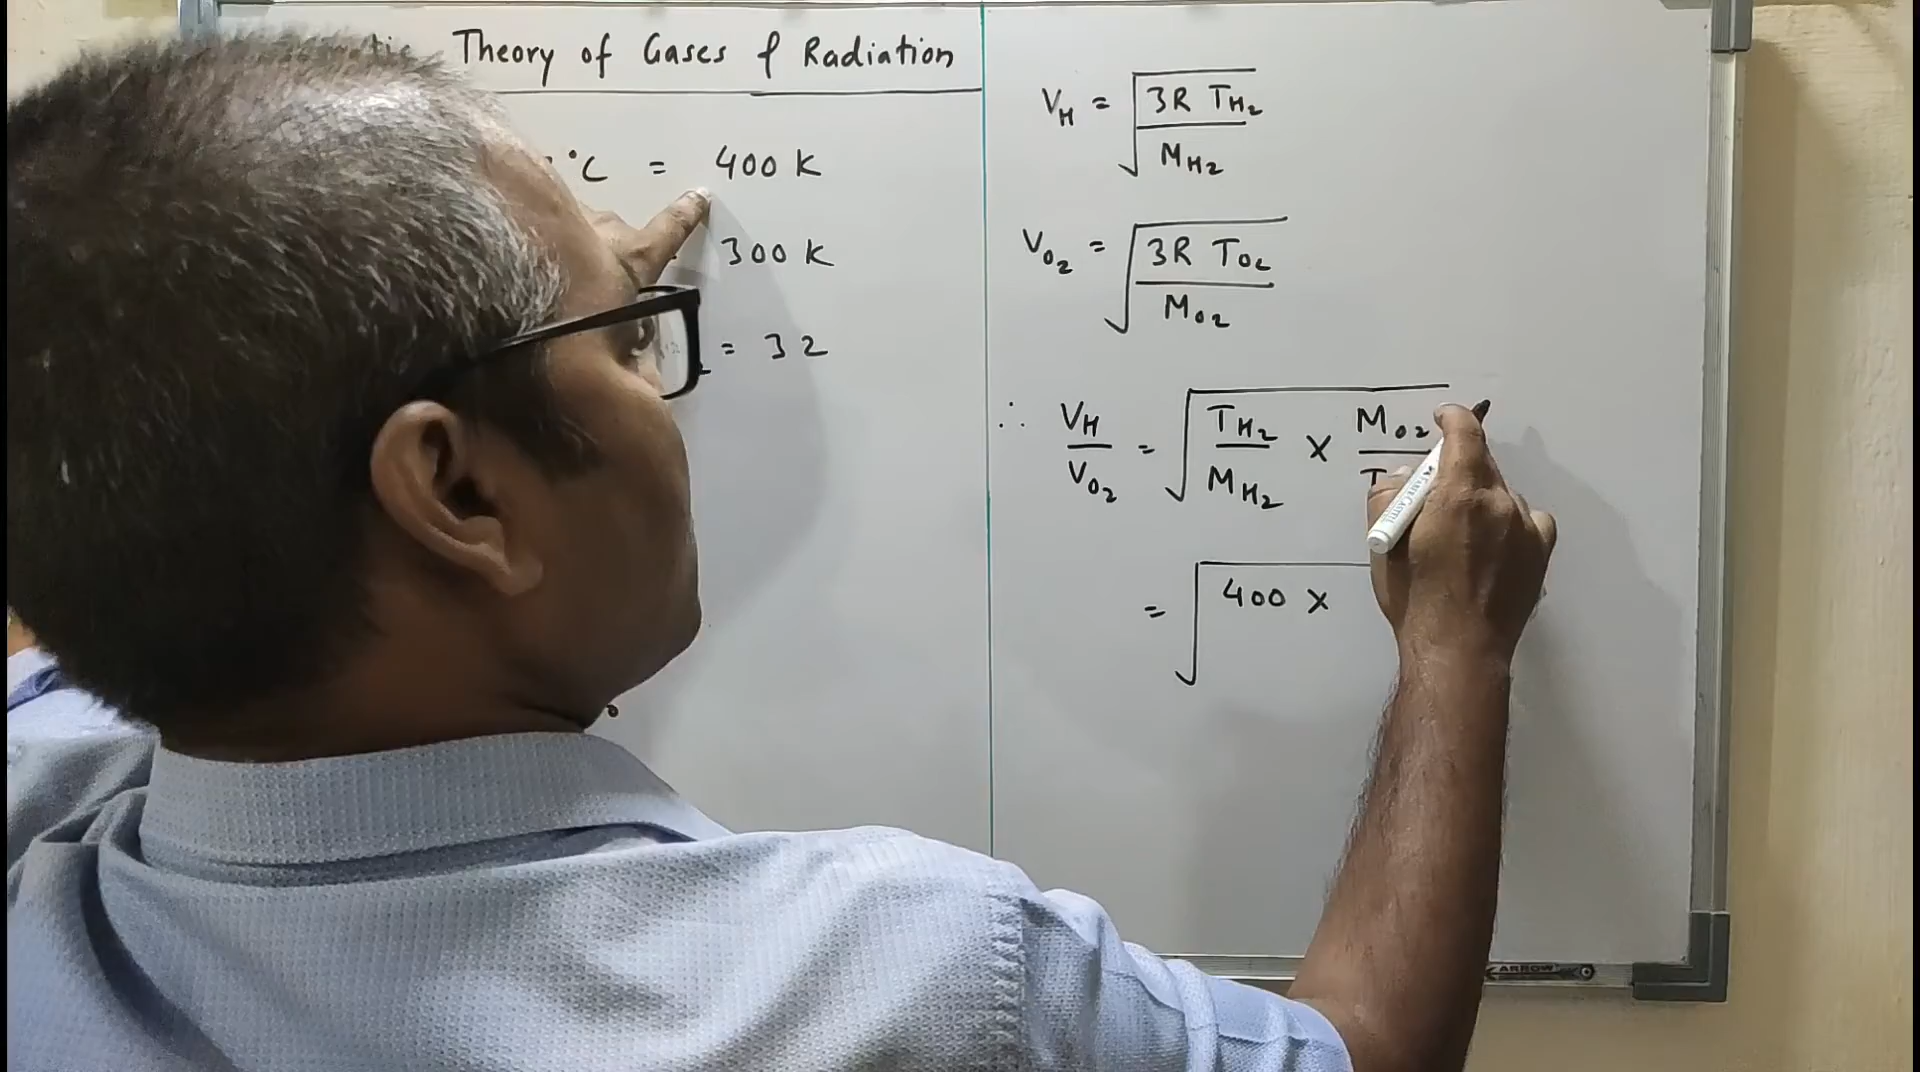 Theory of Gases & Radiation
°C = 400 K
300 K
= 32
V_H = √(3R T_H₂ / M_H₂)
V_O₂ = √(3R T_O₂ / M_O₂)
∴ V_H / V_O₂ = √(T_H₂ / M_H₂ × M_O₂ / T
= √(400 ×
ARROW